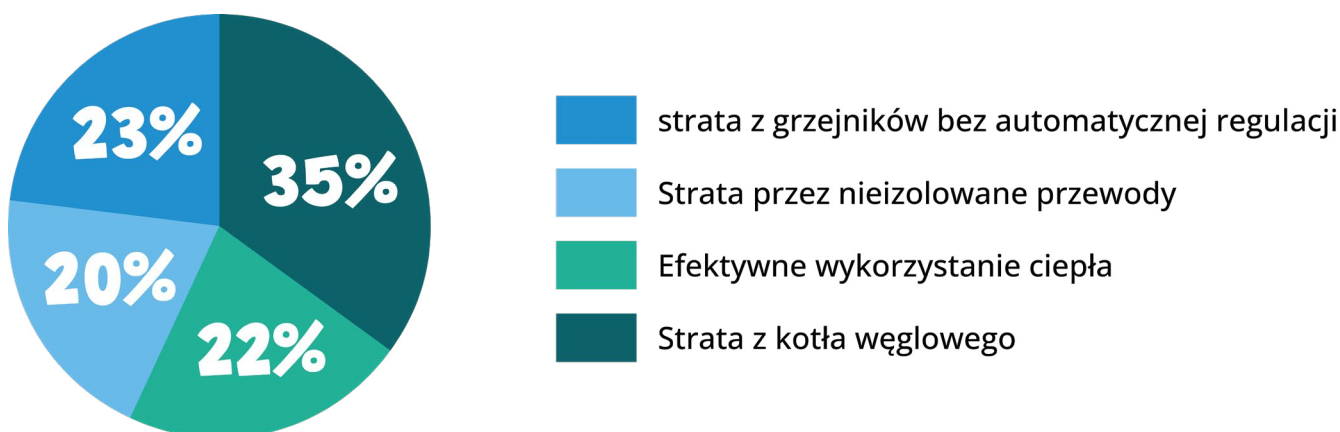 23%
35%
20%
22%
strata z grzejników bez automatycznej regulacji
Strata przez nieizolowane przewody
Efektywne wykorzystanie ciepła
Strata z kotła węglowego